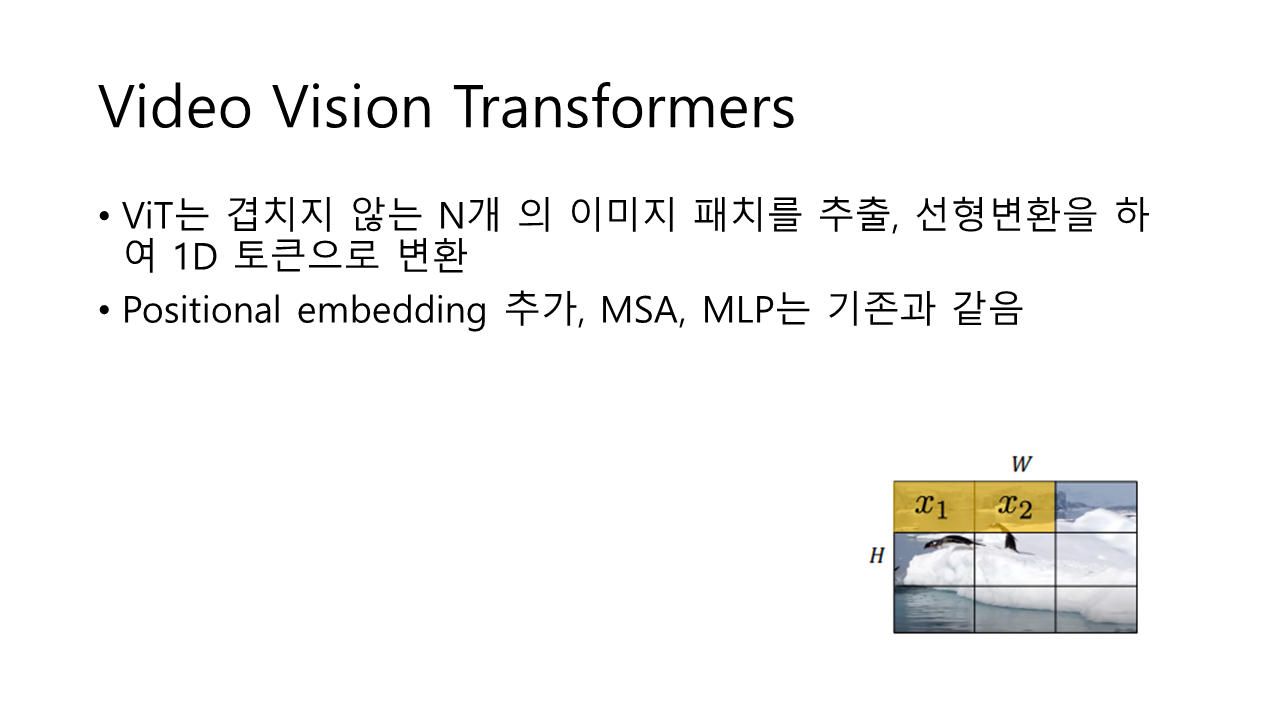 Video Vision Transformers
• ViT는 겹치지 않는 N개 의 이미지 패치를 추출, 선형변환을 하
여 1D 토큰으로 변환
• Positional embedding 추가, MSA, MLP는 기존과 같음
W
x₁ x₂
H